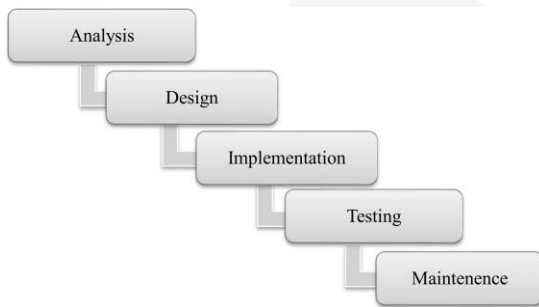 Analysis
Design
Implementation
Testing
Maintenence